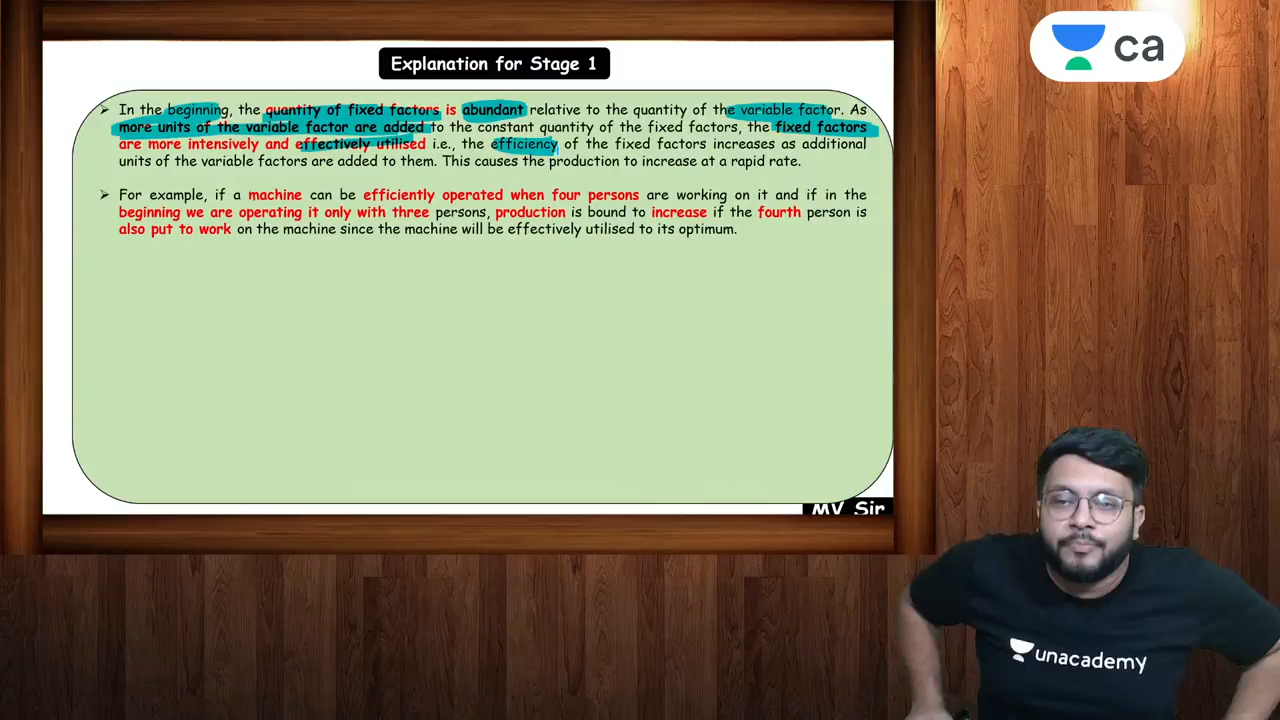 Explanation for Stage 1
ca
➢ In the beginning, the quantity of fixed factors is abundant relative to the quantity of the variable factor. As
more units of the variable factor are added to the constant quantity of the fixed factors, the fixed factors
are more intensively and effectively utilised i.e., the efficiency of the fixed factors increases as additional
units of the variable factors are added to them. This causes the production to increase at a rapid rate.
➢ For example, if a machine can be efficiently operated when four persons are working on it and if in the
beginning we are operating it only with three persons, production is bound to increase if the fourth person is
also put to work on the machine since the machine will be effectively utilised to its optimum.
MV Sir
unacademy